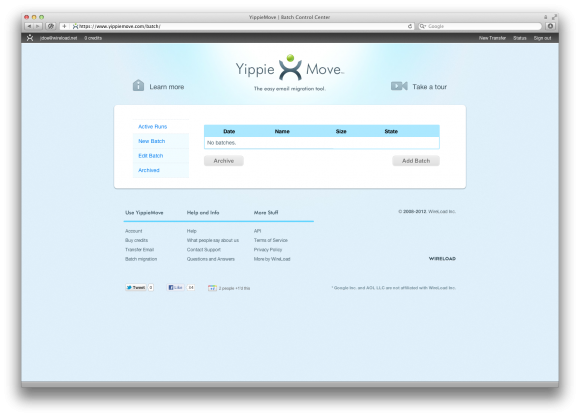 YippieMove | Batch Control Center
https://www.yippiemove.com/batch/
Google
jdoe@wireload.net 0 credits
New Transfer Status Sign out
Yippie Move
The easy email migration tool.
Learn more
Take a tour
Active Runs
New Batch
Edit Batch
Archived
Date Name Size State
No batches.
Archive
Add Batch
Use YippieMove
Account
Buy credits
Transfer Email
Batch migration
Help and Info
Help
What people say about us
Contact Support
Questions and Answers
More Stuff
API
Terms of Service
Privacy Policy
More by WireLoad
© 2008-2012 WireLoad Inc.
WIRELOAD
Tweet 0
Like
2 people +1'd this
* Google Inc. and AOL LLC are not affiliated with WireLoad Inc.